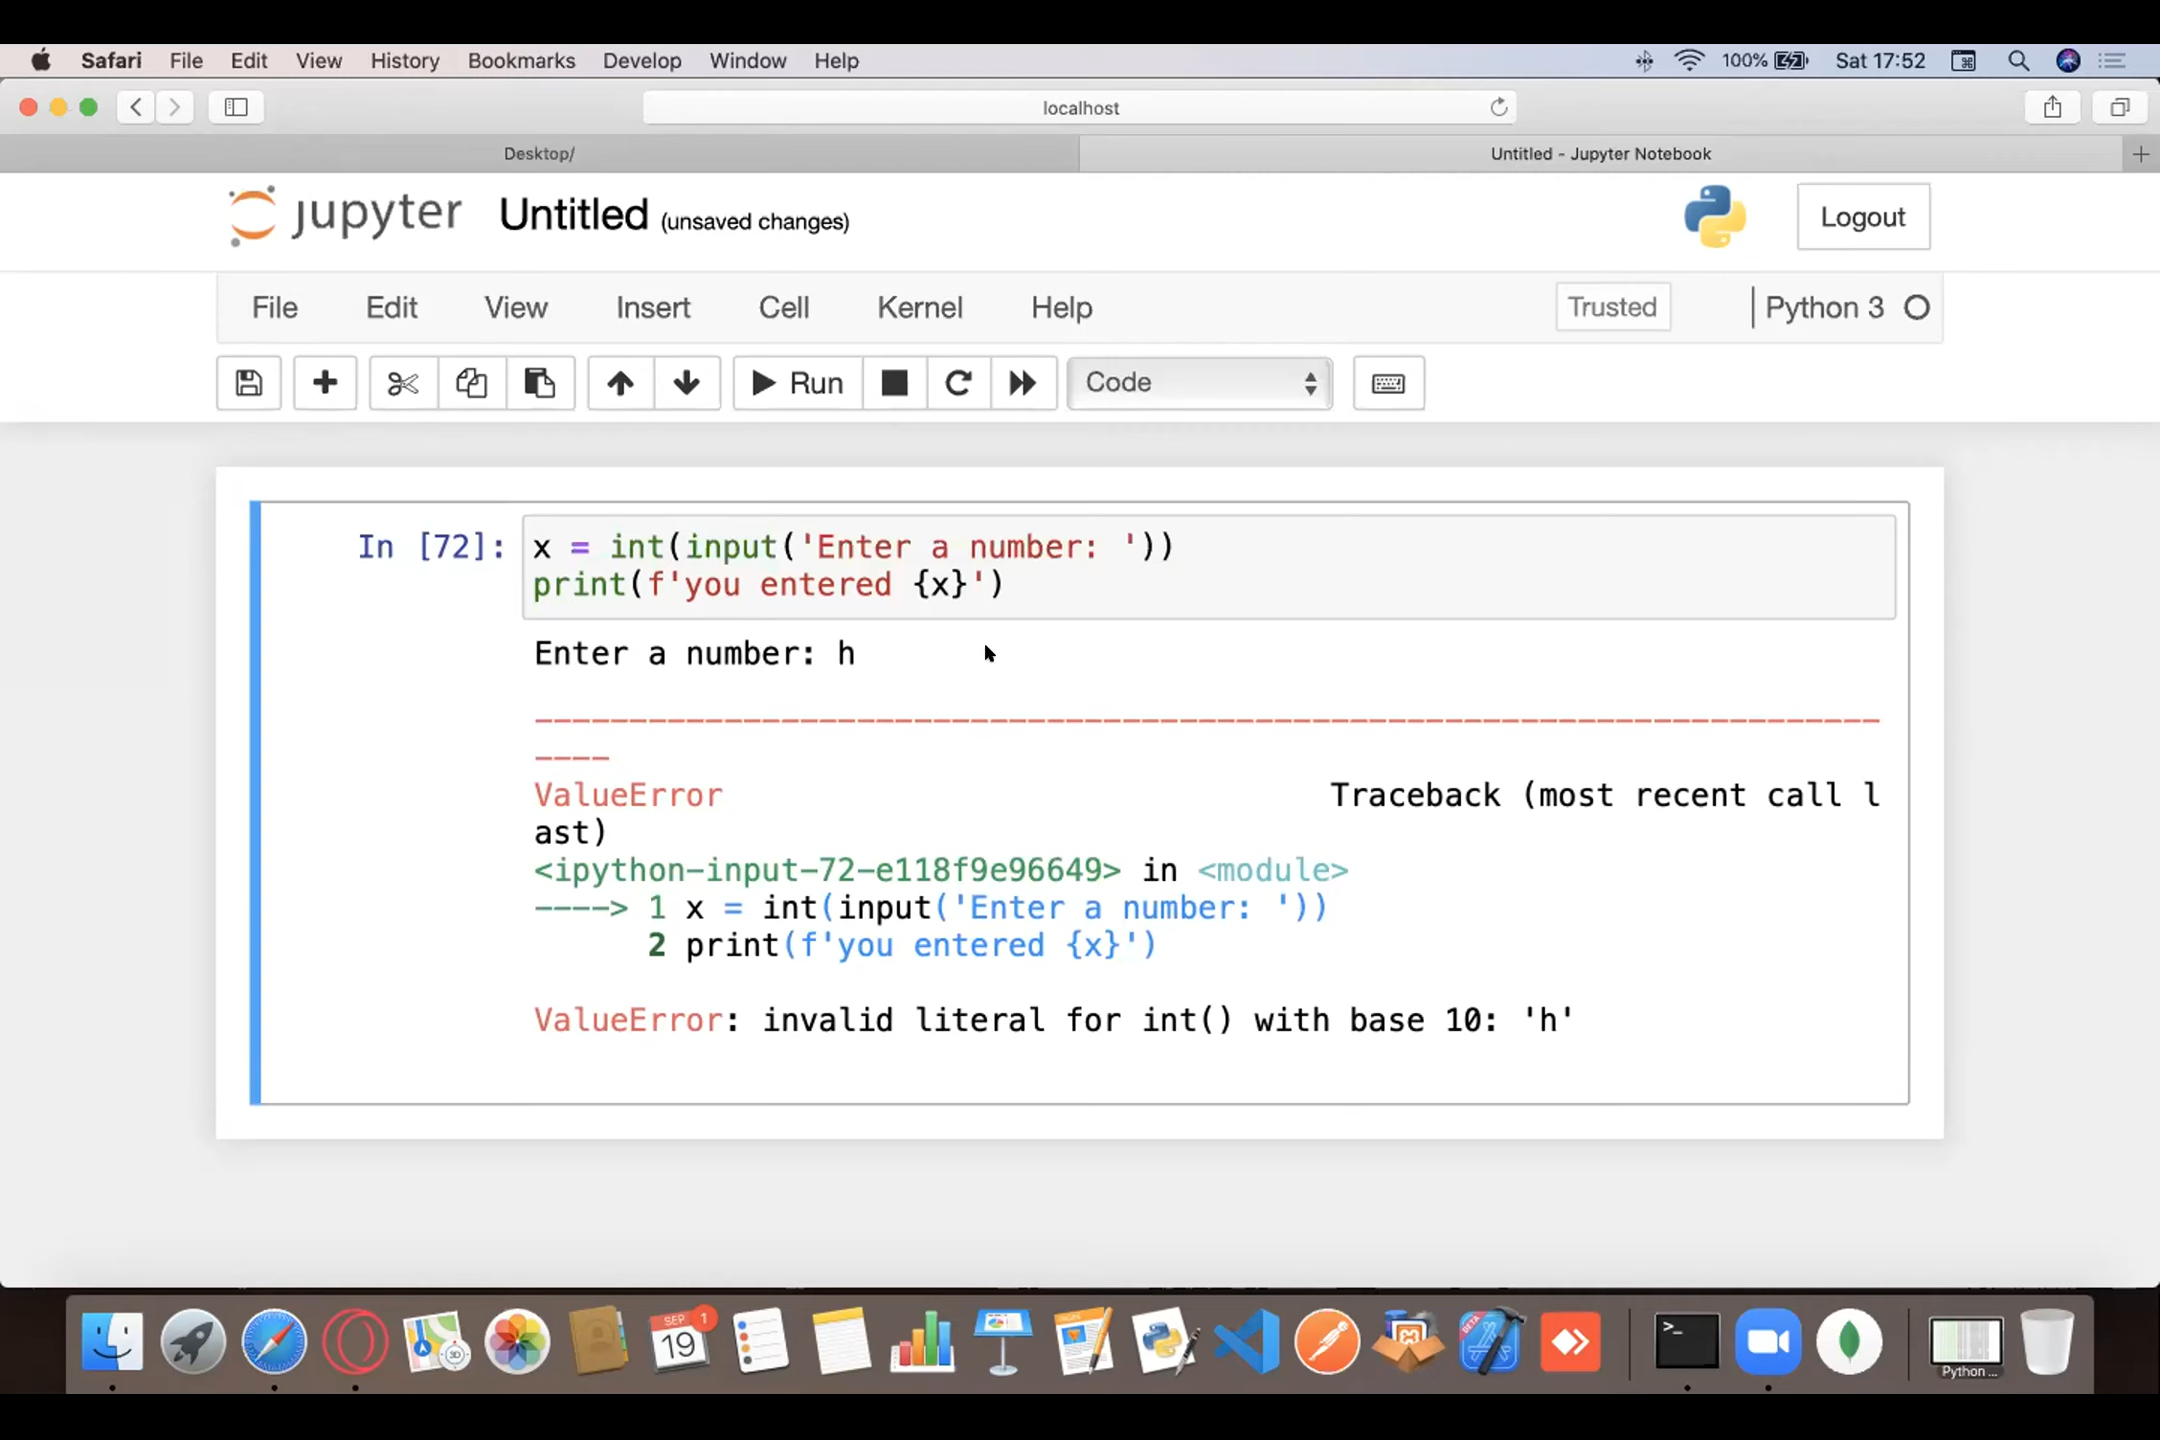 Safari File Edit View History Bookmarks Develop Window Help 100% Sat 17:52
localhost
Desktop/ Untitled - Jupyter Notebook
jupyter Untitled (unsaved changes) Logout
File Edit View Insert Cell Kernel Help Trusted Python 3
Run Code
In [72]: x = int(input('Enter a number: '))
print(f'you entered {x}')
Enter a number: h
---------------------------------------------------------------------------
ValueError Traceback (most recent call l
ast)
<ipython-input-72-e118f9e96649> in <module>
----> 1 x = int(input('Enter a number: '))
2 print(f'you entered {x}')
ValueError: invalid literal for int() with base 10: 'h'
SEP 1
19
3D
BETA
>_
Python ...